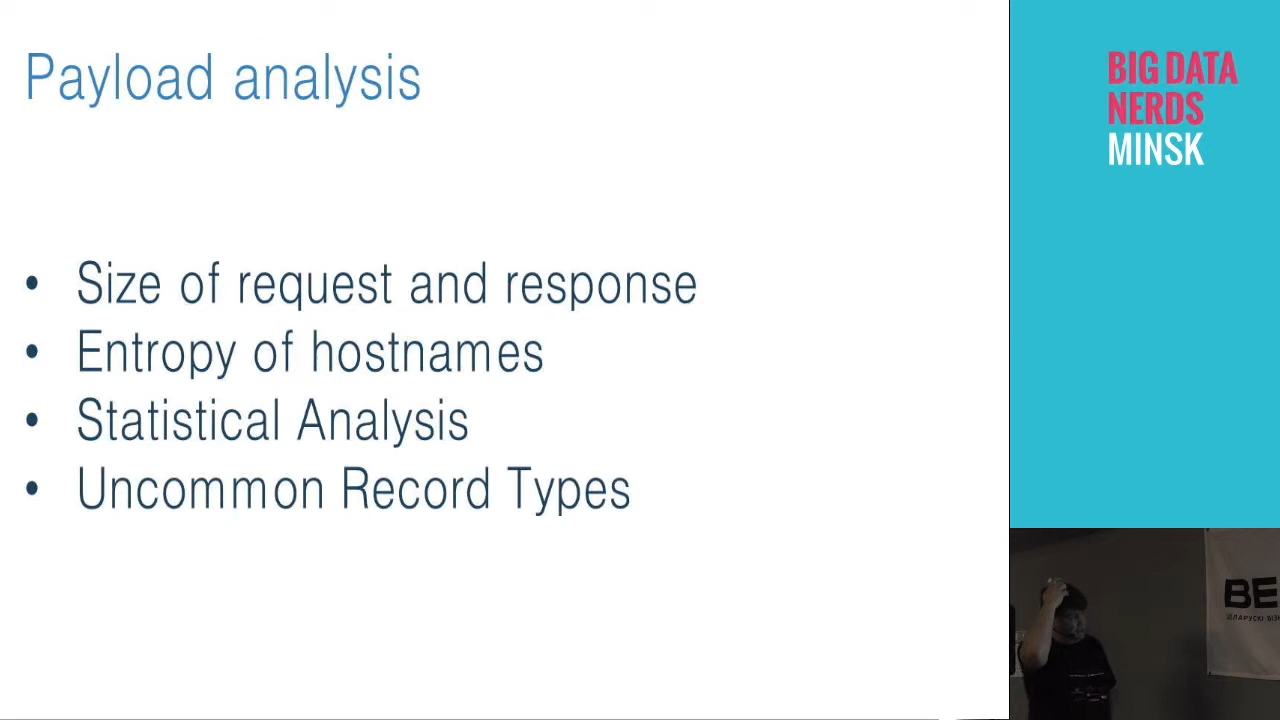 Payload analysis
• Size of request and response
• Entropy of hostnames
• Statistical Analysis
• Uncommon Record Types
BIG DATA
NERDS
MINSK
BE